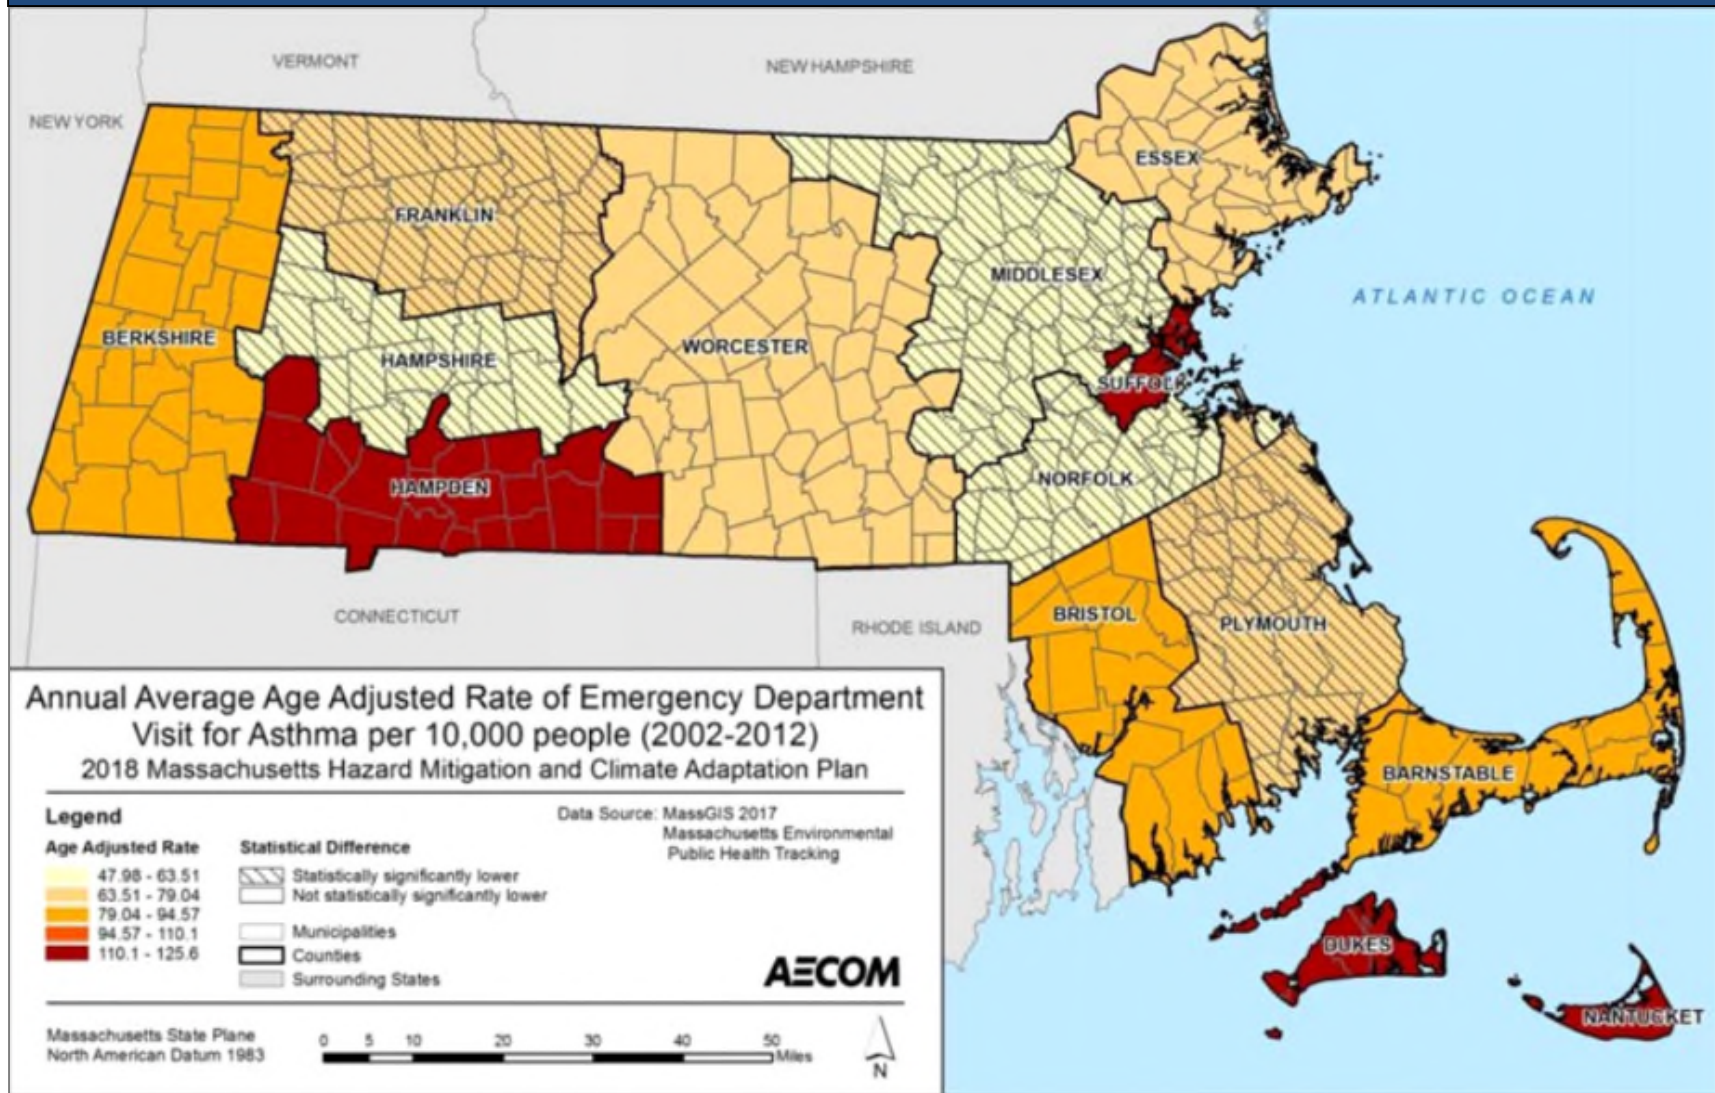 VERMONT
NEW HAMPSHIRE
NEW YORK
ESSEX
FRANKLIN
MIDDLESEX
ATLANTIC OCEAN
BERKSHIRE
HAMPSHIRE
WORCESTER
SUFFOLK
HAMPDEN
NORFOLK
CONNECTICUT
RHODE ISLAND
BRISTOL
PLYMOUTH
BARNSTABLE
DUKES
NANTUCKET
Annual Average Age Adjusted Rate of Emergency Department
Visit for Asthma per 10,000 people (2002-2012)
2018 Massachusetts Hazard Mitigation and Climate Adaptation Plan
Legend
Age Adjusted Rate
47.98 - 63.51
63.51 - 79.04
79.04 - 94.57
94.57 - 110.1
110.1 - 125.6
Statistical Difference
Statistically significantly lower
Not statistically significantly lower
Municipalities
Counties
Surrounding States
Data Source: MassGIS 2017
Massachusetts Environmental
Public Health Tracking
AECOM
Massachusetts State Plane
North American Datum 1983
0 5 10 20 30 40 50 Miles
N